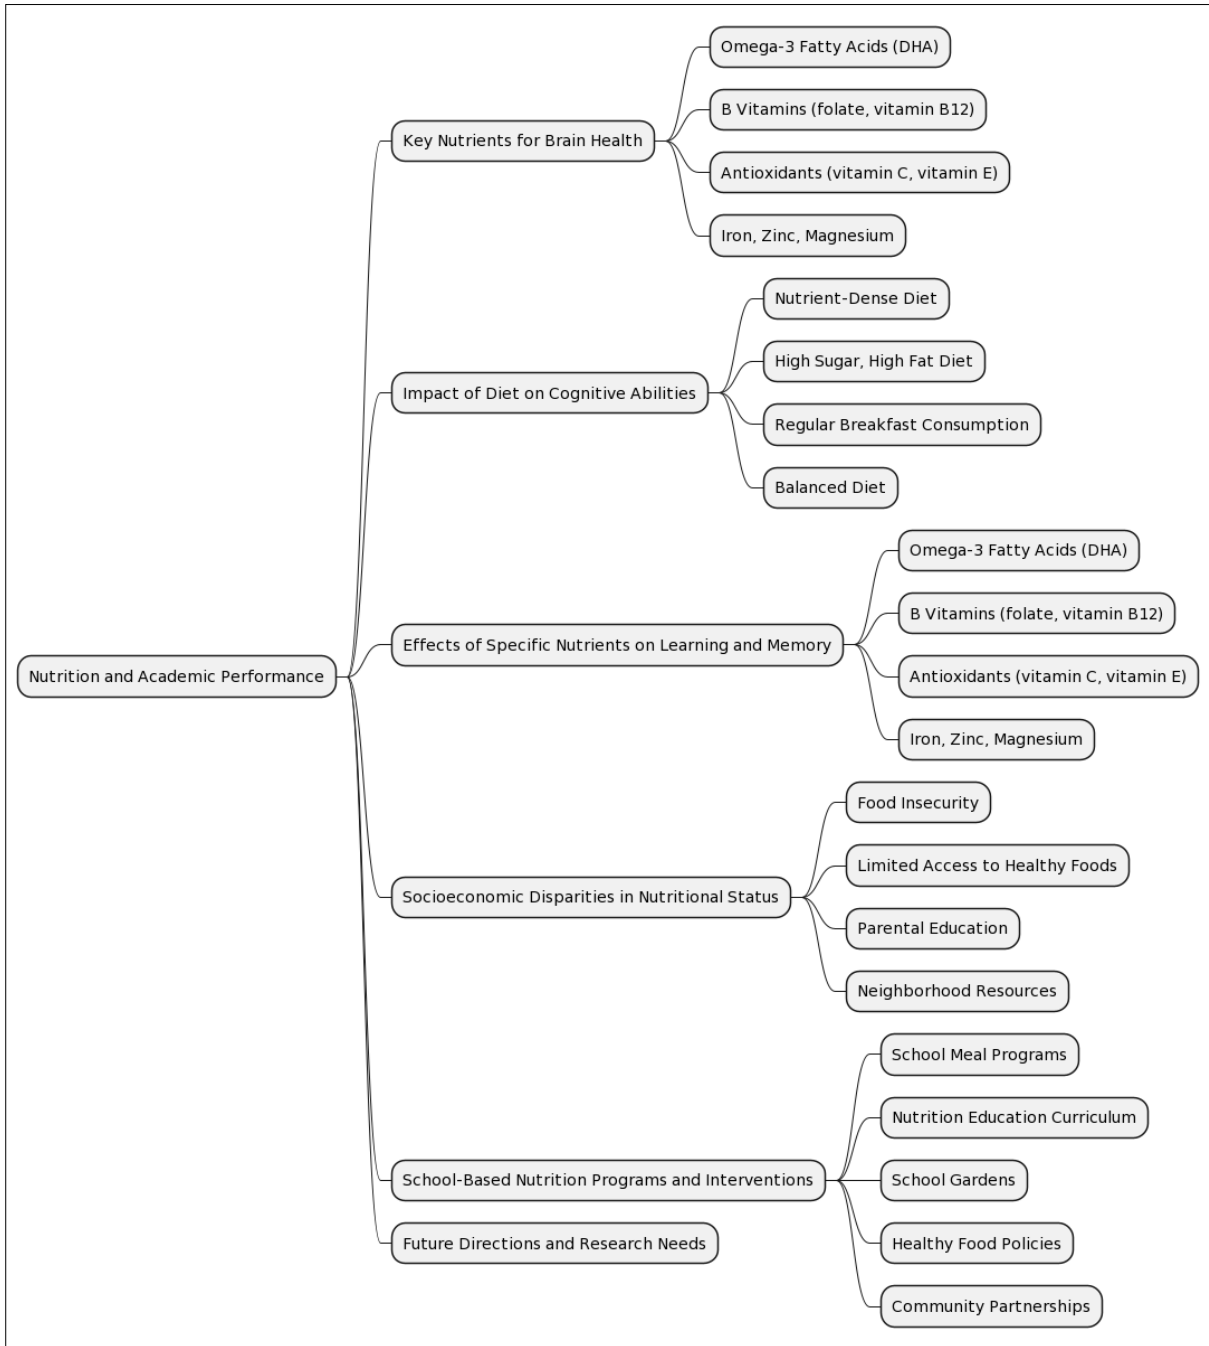 Nutrition and Academic Performance
Key Nutrients for Brain Health
Omega-3 Fatty Acids (DHA)
B Vitamins (folate, vitamin B12)
Antioxidants (vitamin C, vitamin E)
Iron, Zinc, Magnesium
Impact of Diet on Cognitive Abilities
Nutrient-Dense Diet
High Sugar, High Fat Diet
Regular Breakfast Consumption
Balanced Diet
Effects of Specific Nutrients on Learning and Memory
Omega-3 Fatty Acids (DHA)
B Vitamins (folate, vitamin B12)
Antioxidants (vitamin C, vitamin E)
Iron, Zinc, Magnesium
Socioeconomic Disparities in Nutritional Status
Food Insecurity
Limited Access to Healthy Foods
Parental Education
Neighborhood Resources
School-Based Nutrition Programs and Interventions
School Meal Programs
Nutrition Education Curriculum
School Gardens
Healthy Food Policies
Community Partnerships
Future Directions and Research Needs